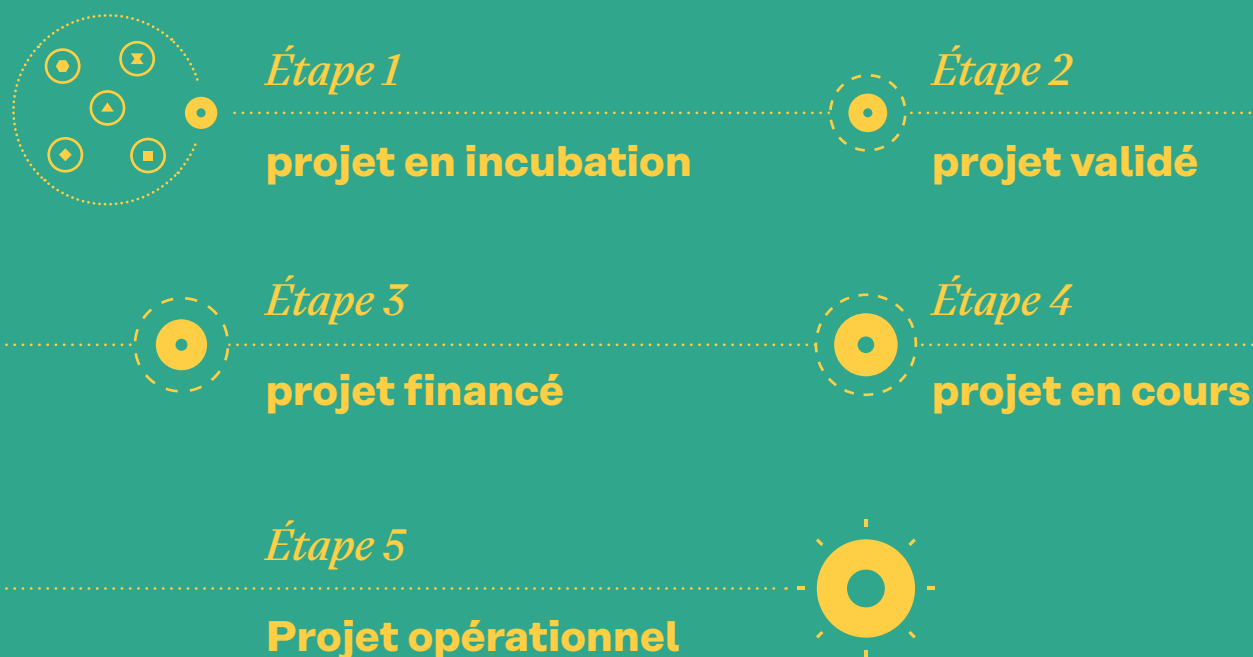 Étape 1
projet en incubation
Étape 2
projet validé
Étape 3
projet financé
Étape 4
projet en cours
Étape 5
Projet opérationnel